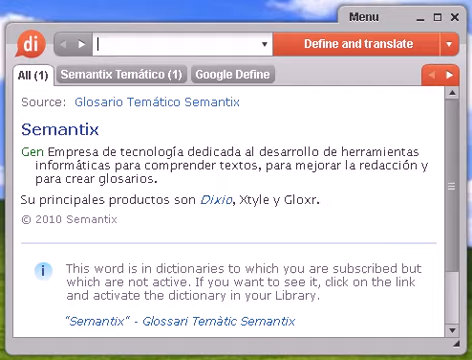 Menu
di
Define and translate
All (1)
Semantix Temático (1)
Google Define
Source: Glosario Temático Semantix
Semantix
Gen Empresa de tecnología dedicada al desarrollo de herramientas
informáticas para comprender textos, para mejorar la redacción y
para crear glosarios.
Su principales productos son Dixio, Xtyle y Gloxr.
© 2010 Semantix
i
This word is in dictionaries to which you are subscribed but
which are not active. If you want to see it, click on the link
and activate the dictionary in your Library.
"Semantix" - Glossari Temàtic Semantix